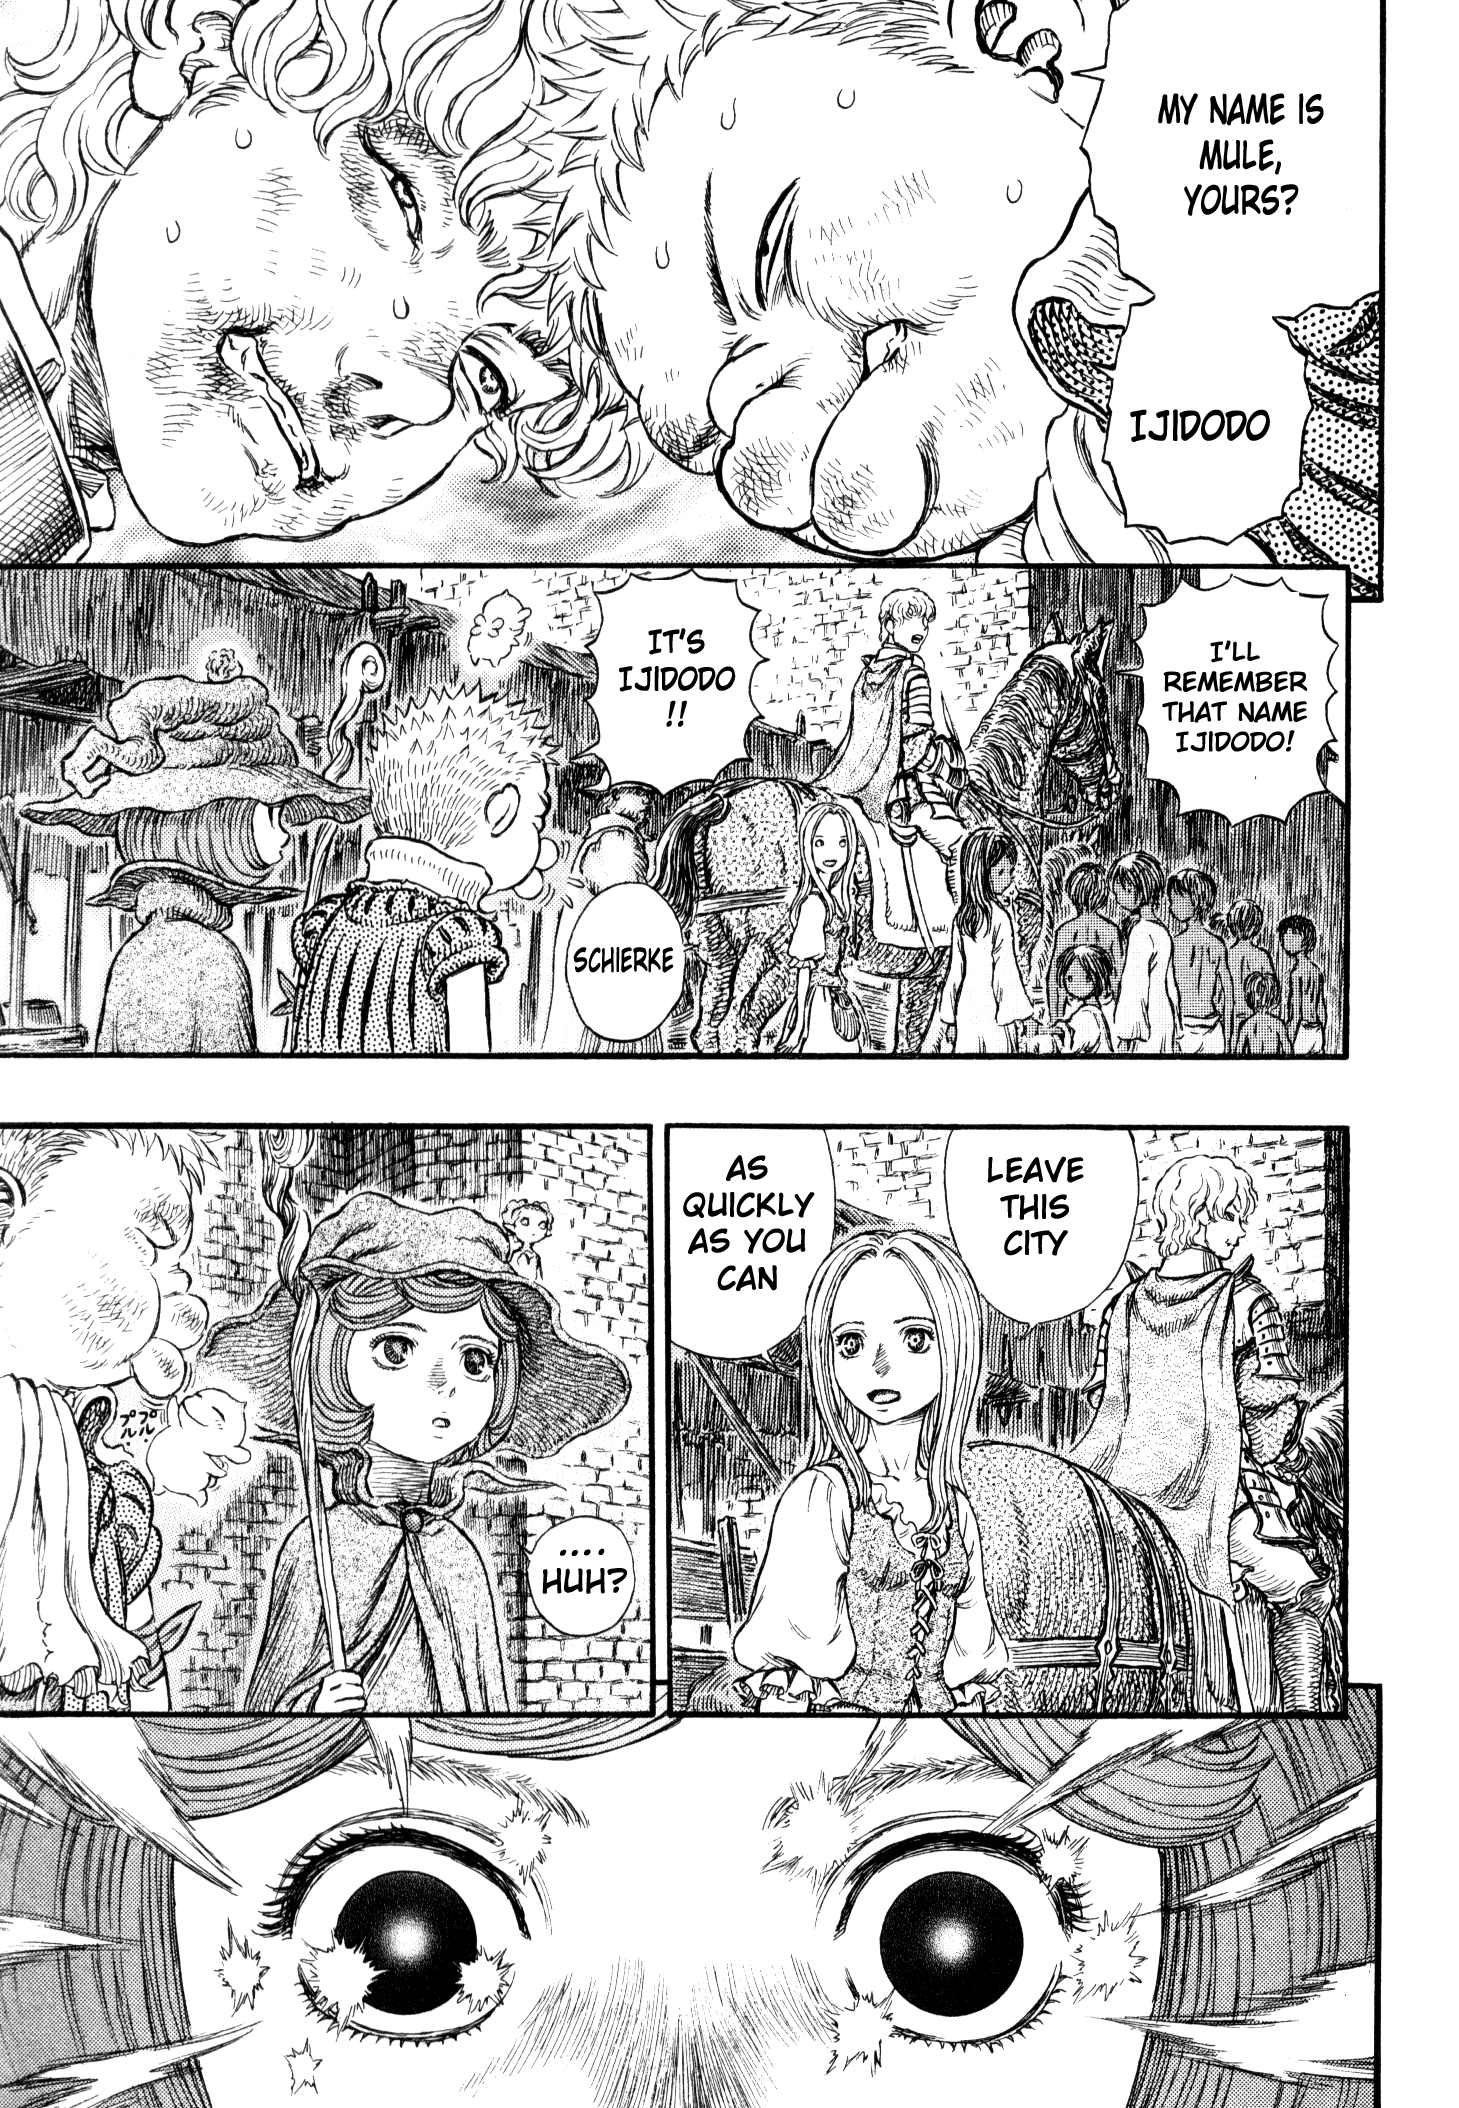 MY NAME IS
MULE,
YOURS?
IJIDODO
I'LL
REMEMBER
THAT NAME
IJIDODO!
IT'S
IJIDODO
!!
SCHIERKE
LEAVE
THIS
CITY
AS
QUICKLY
AS YOU
CAN
プルプル
....
HUH?